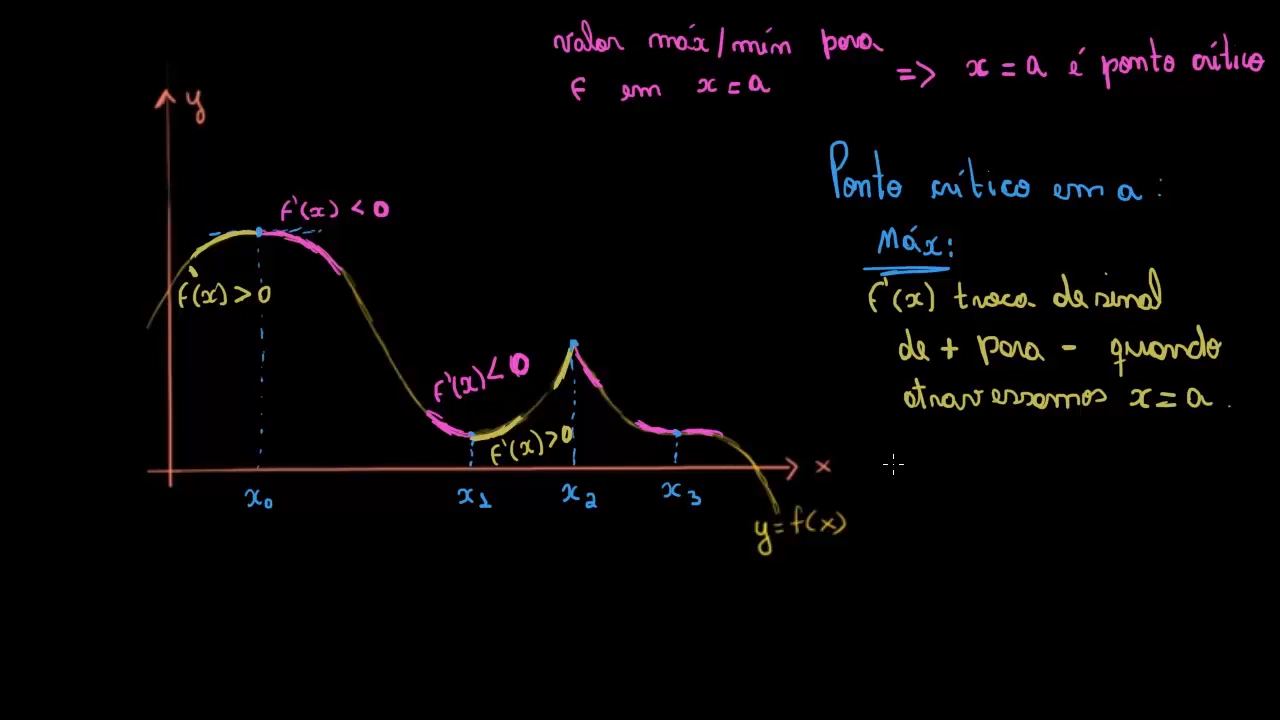 valor máx/mín para
f em x = a
=> x = a é ponto crítico
y
Ponto crítico em a:
f'(x) < 0
Máx:
f'(x) > 0
f'(x) troca de sinal
de + para - quando
atravessamos x = a.
f'(x) < 0
f'(x) > 0
x
x₀
x₁
x₂
x₃
y = f(x)